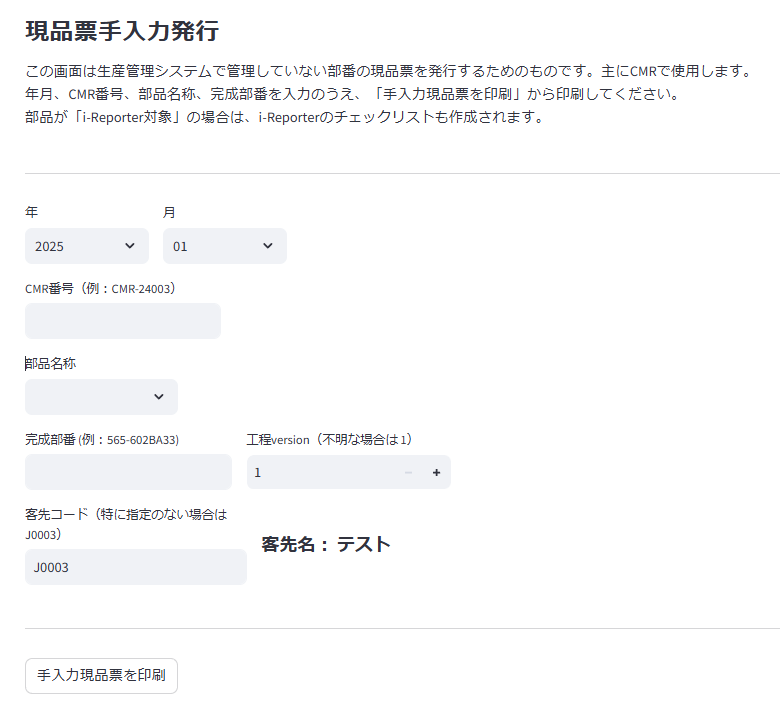 現品票手入力発行
この画面は生産管理システムで管理していない部番の現品票を発行するためのものです。主にCMRで使用します。
年月、CMR番号、部品名称、完成部番を入力のうえ、「手入力現品票を印刷」から印刷してください。
部品が「i-Reporter対象」の場合は、i-Reporterのチェックリストも作成されます。
年 月
2025 01
CMR番号（例：CMR-24003）
部品名称
完成部番 (例：565-602BA33) 工程version（不明な場合は1）
1 − +
客先コード（特に指定のない場合は
J0003）
客先名： テスト
J0003
手入力現品票を印刷